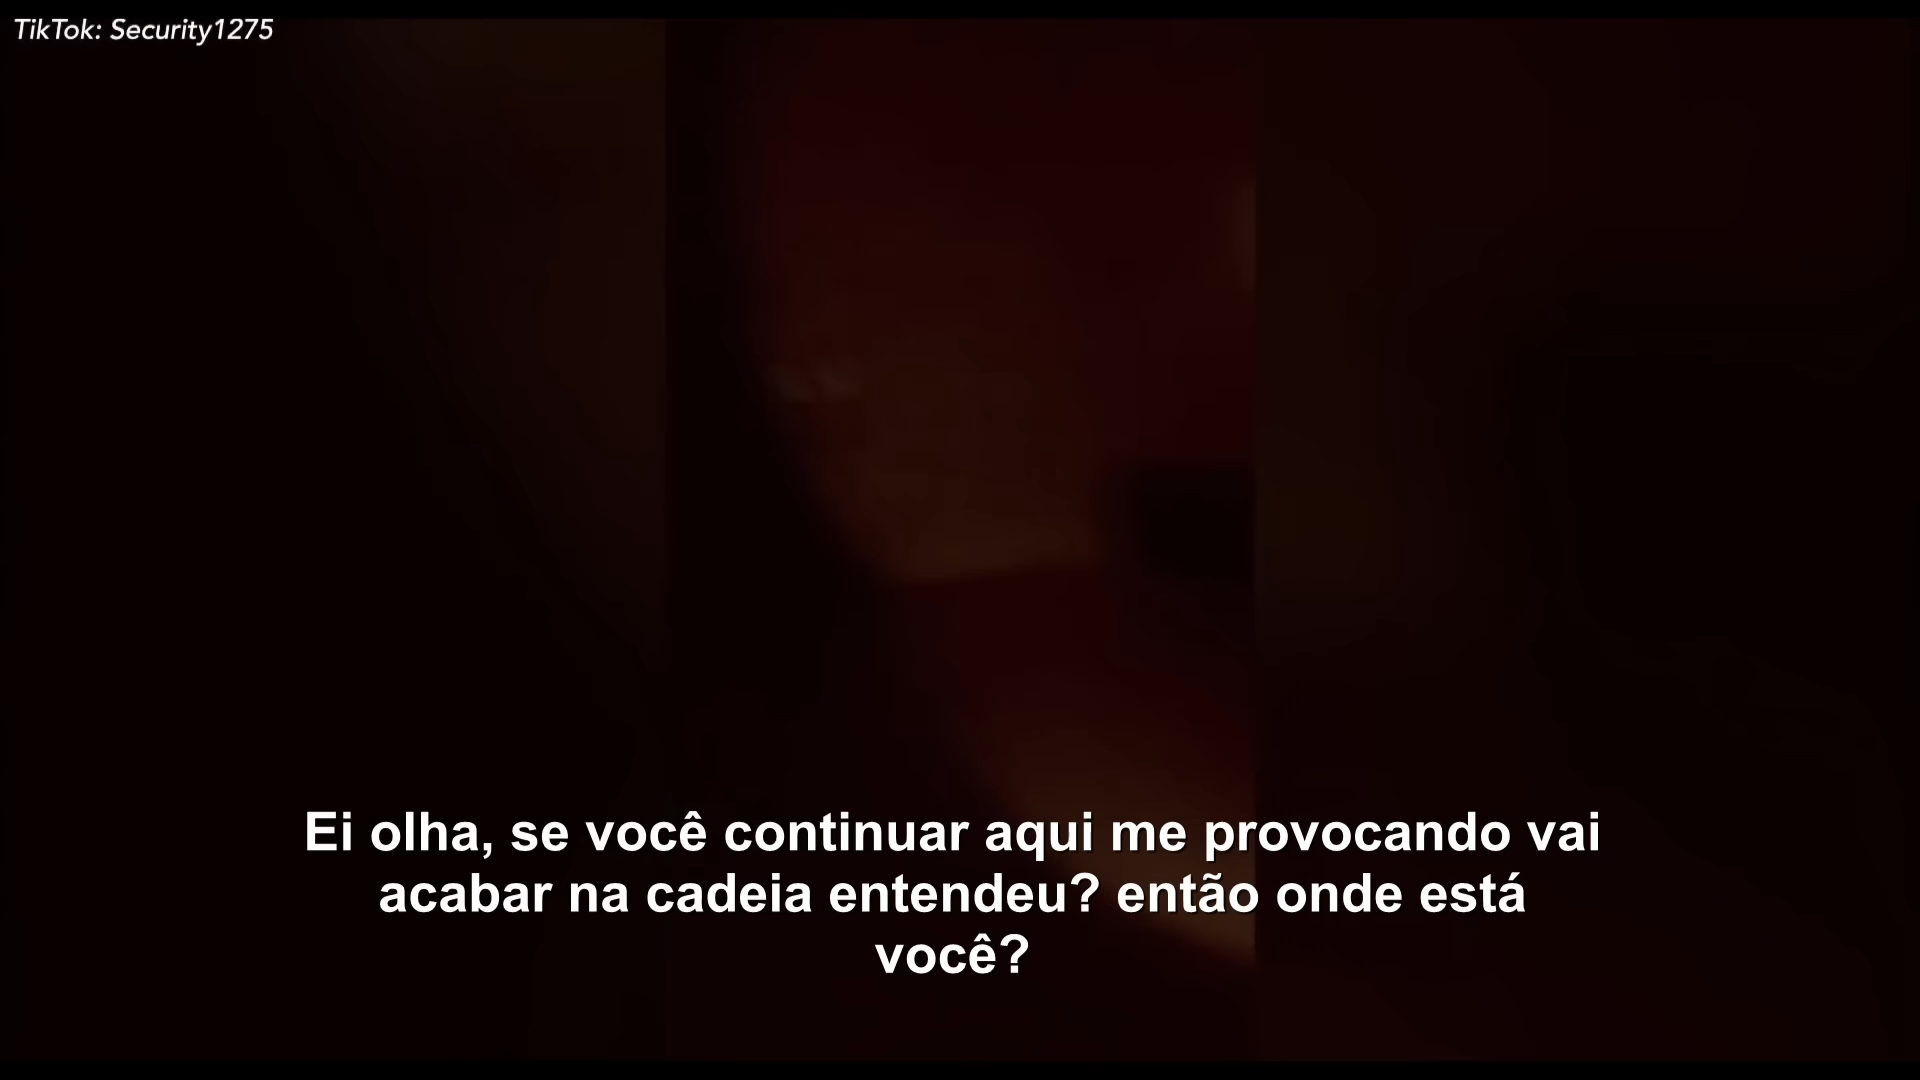 TikTok: Security1275
Ei olha, se você continuar aqui me provocando vai
acabar na cadeia entendeu? então onde está
você?